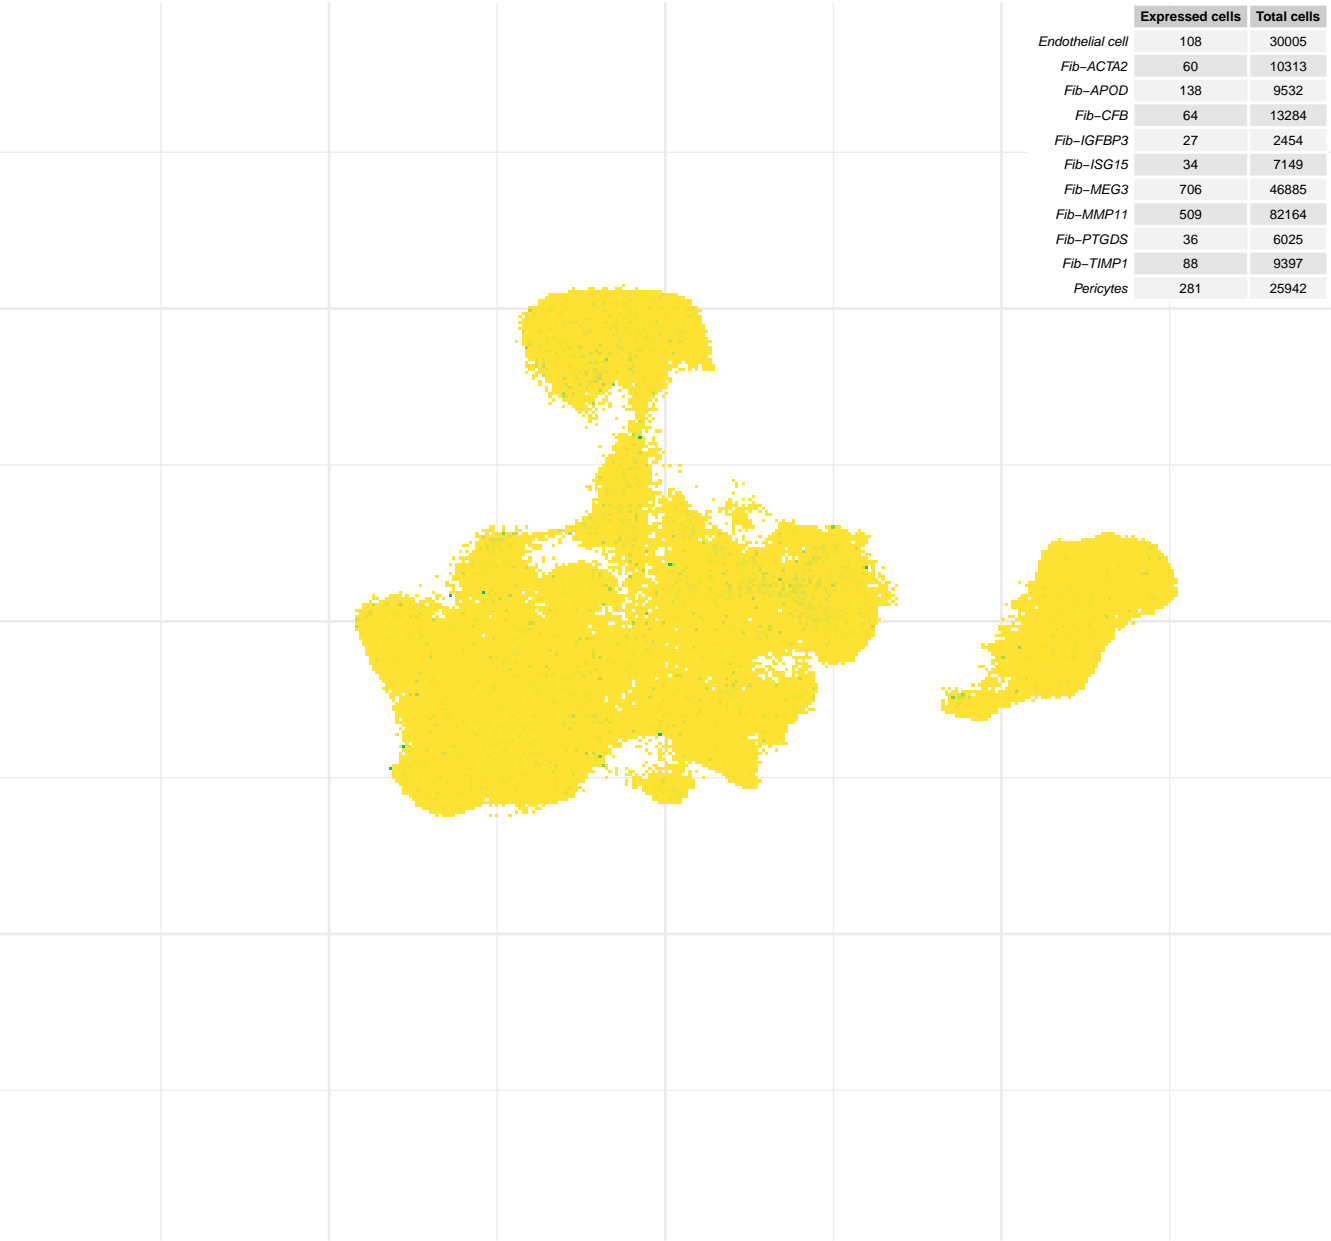 Expressed cells Total cells
Endothelial cell 108 30005
Fib−ACTA2 60 10313
Fib−APOD 138 9532
Fib−CFB 64 13284
Fib−IGFBP3 27 2454
Fib−ISG15 34 7149
Fib−MEG3 706 46885
Fib−MMP11 509 82164
Fib−PTGDS 36 6025
Fib−TIMP1 88 9397
Pericytes 281 25942